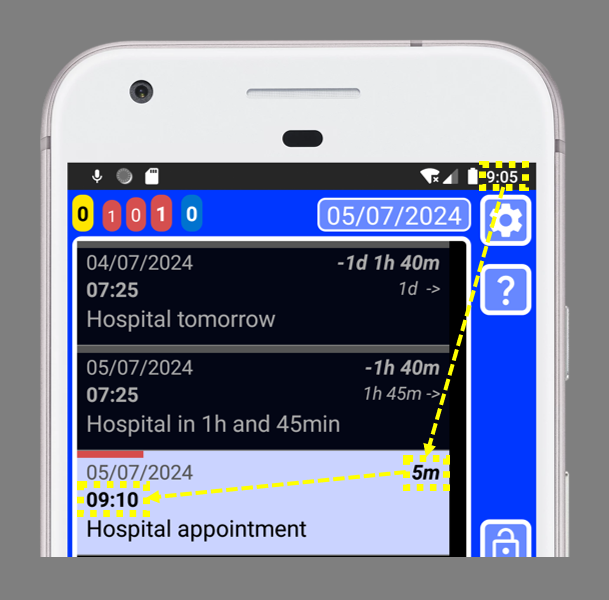 9:05
0 1 0 1 0 05/07/2024
04/07/2024 -1d 1h 40m
07:25 1d ->
Hospital tomorrow
?
05/07/2024 -1h 40m
07:25 1h 45m ->
Hospital in 1h and 45min
05/07/2024 5m
09:10
Hospital appointment